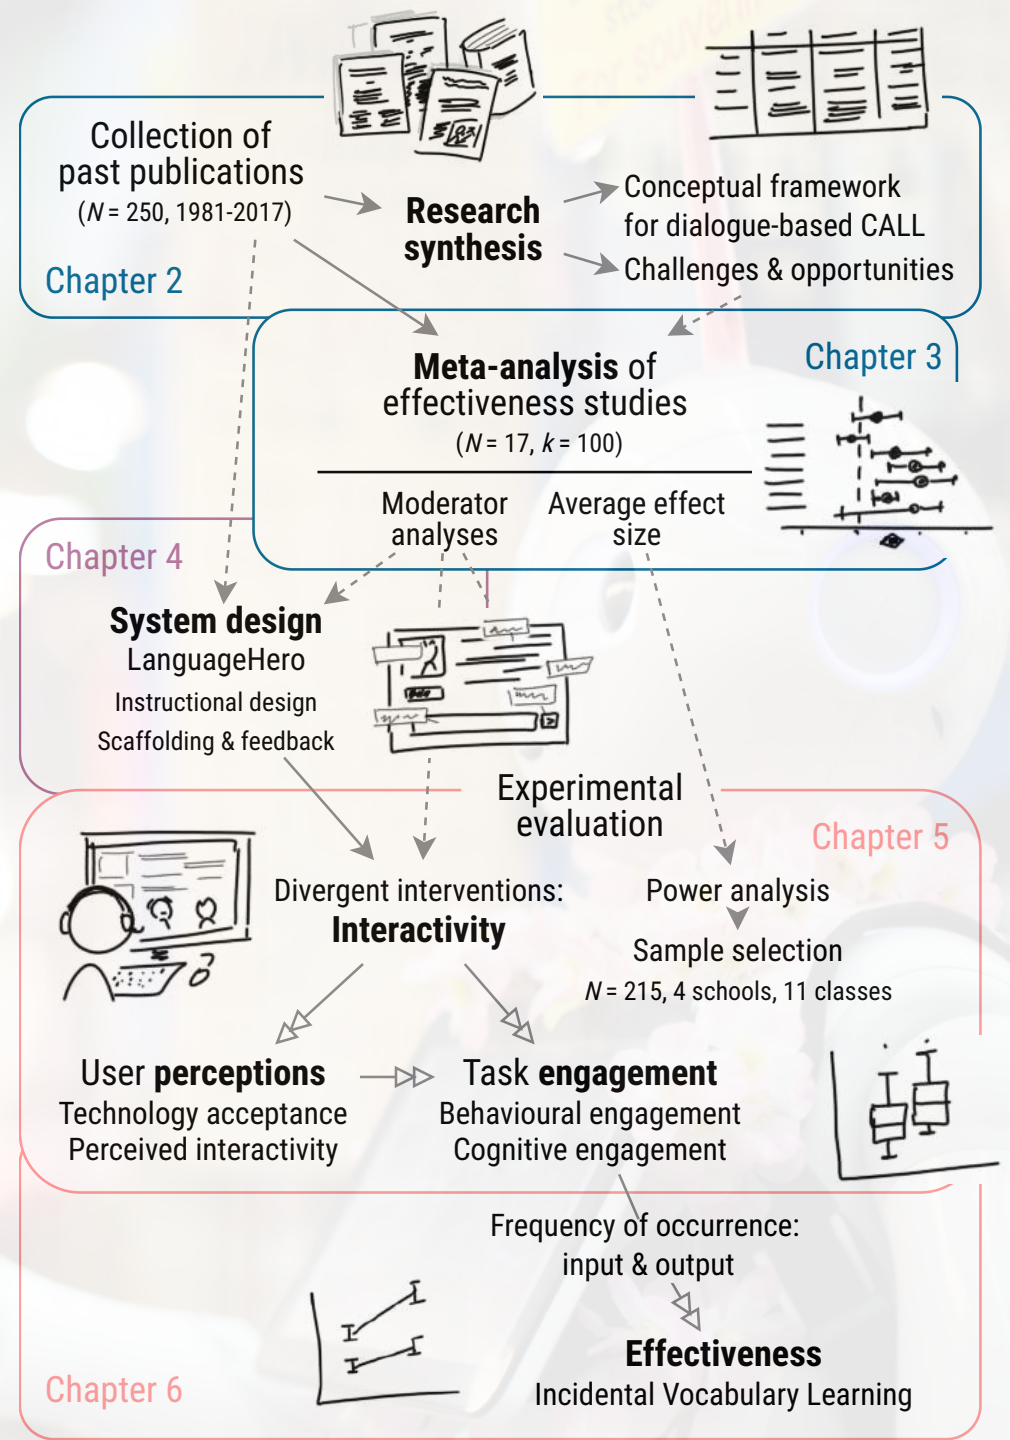 Collection of
past publications
(N = 250, 1981-2017)
Research
synthesis
Conceptual framework
for dialogue-based CALL
Challenges & opportunities
Chapter 2
Chapter 3
Meta-analysis of
effectiveness studies
(N = 17, k = 100)
Moderator
analyses
Average effect
size
Chapter 4
System design
LanguageHero
Instructional design
Scaffolding & feedback
Experimental
evaluation
Chapter 5
Divergent interventions:
Interactivity
Power analysis
Sample selection
N = 215, 4 schools, 11 classes
User perceptions
Technology acceptance
Perceived interactivity
Task engagement
Behavioural engagement
Cognitive engagement
Frequency of occurrence:
input & output
Effectiveness
Incidental Vocabulary Learning
Chapter 6